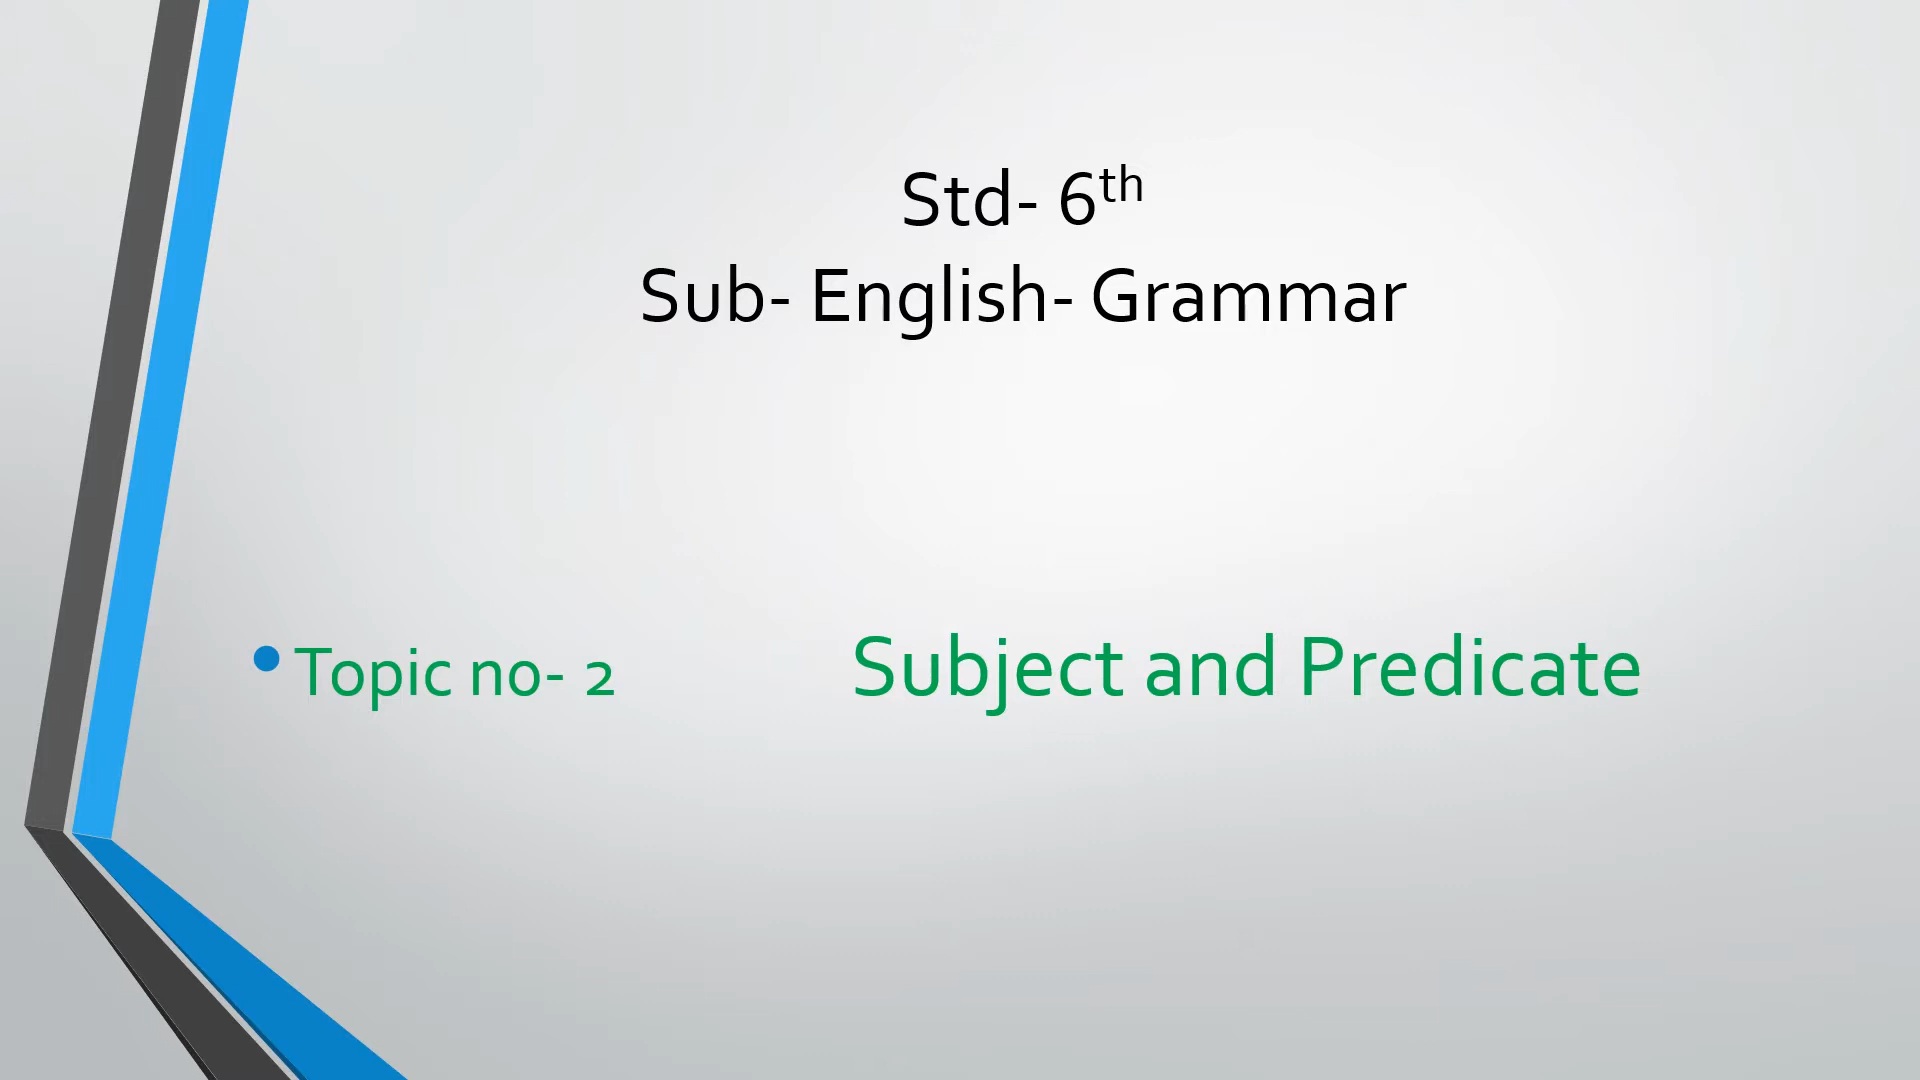 Std- 6th
Sub- English- Grammar
• Topic no- 2 Subject and Predicate